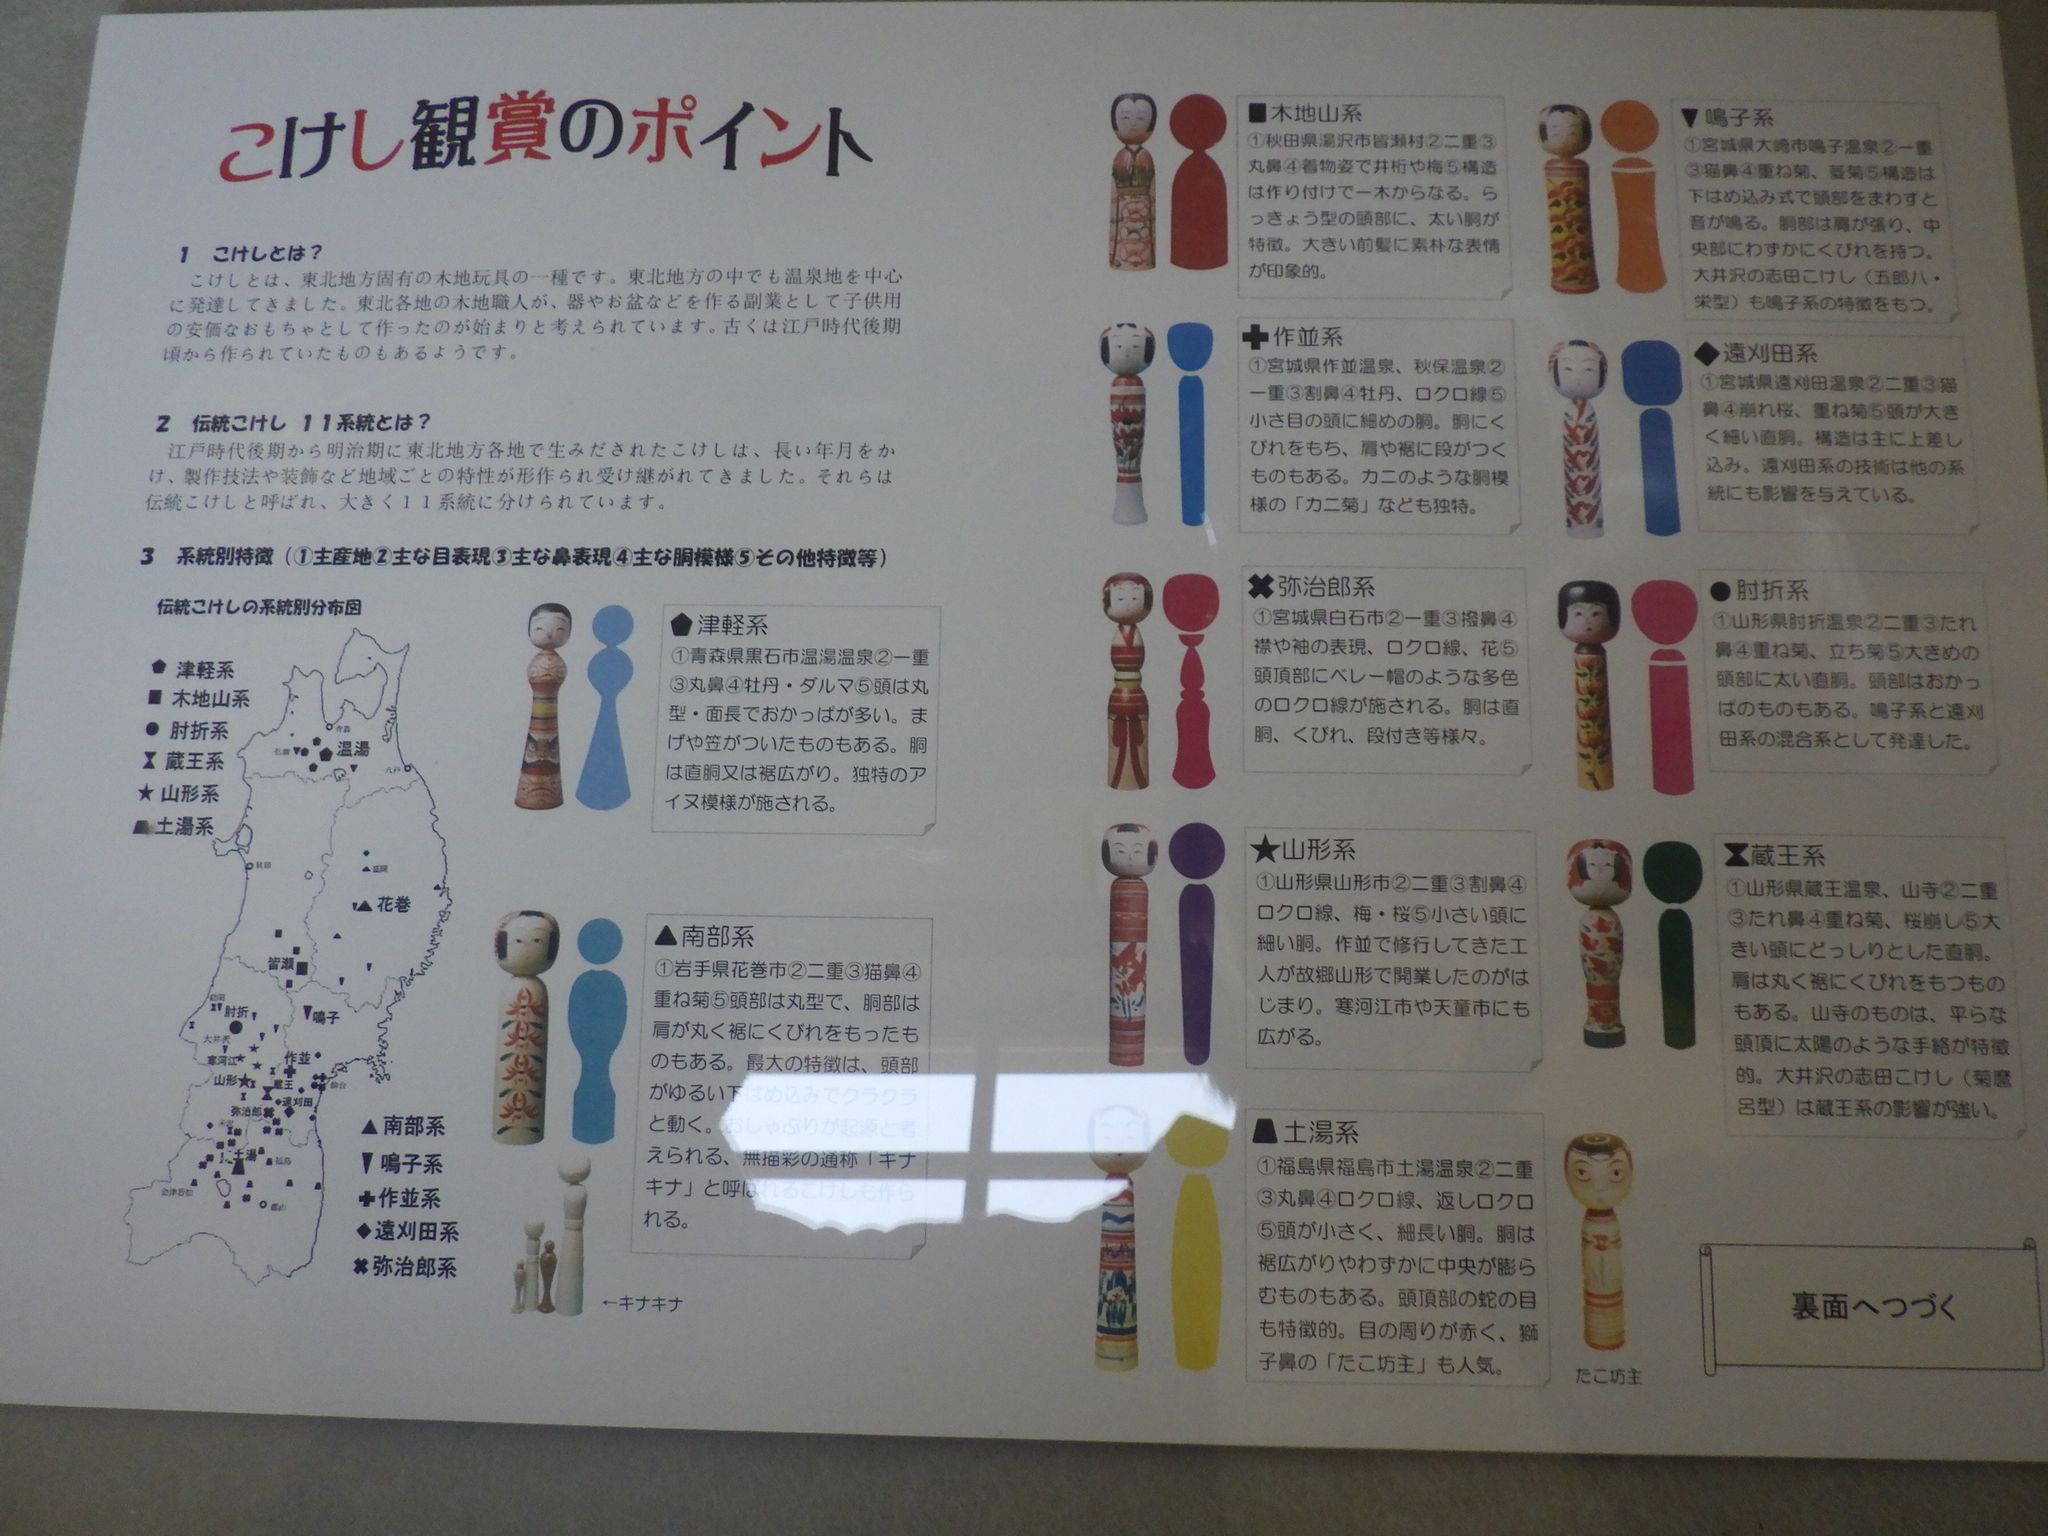 こけし観賞のポイント
1 こけしとは？
こけしとは、東北地方固有の木地玩具の一種です。東北地方の中でも温泉地を中心
に発達してきました。東北各地の木地職人が、器やお盆などを作る副業として子供用
の安価なおもちゃとして作ったのが始まりと考えられています。古くは江戸時代後期
頃から作られていたものもあるようです。
2 伝統こけし 11系統とは？
江戸時代後期から明治期に東北地方各地で生みだされたこけしは、長い年月をか
け、製作技法や装飾など地域ごとの特性が形作られ受け継がれてきました。それらは
伝統こけしと呼ばれ、大きく11系統に分けられています。
3 系統別特徴（①主産地②主な目表現③主な鼻表現④主な胴模様⑤その他特徴等）
伝統こけしの系統別分布図
津軽系
木地山系
肘折系
蔵王系
山形系
土湯系
青森
弘前
温湯
八戸
秋田
盛岡
花巻
皆瀬
鶴岡
肘折
鳴子
大井沢
寒河江
作並
山形
蔵王
仙台
遠刈田
弥治郎
土湯
福島
会津若松
郡山
南部系
鳴子系
作並系
遠刈田系
弥治郎系
津軽系
①青森県黒石市温湯温泉②一重
③丸鼻④牡丹・ダルマ⑤頭は丸
型・面長でおかっぱが多い。ま
げや笠がついたものもある。胴
は直胴又は裾広がり。独特のア
イヌ模様が施される。
南部系
①岩手県花巻市②二重③猫鼻④
重ね菊⑤頭部は丸型で、胴部は
肩が丸く裾にくびれをもったも
のもある。最大の特徴は、頭部
がゆるい下はめ込みでクラクラ
と動く。おしゃぶりが起源と考
えられる、無描彩の通称「キナ
キナ」と呼ばれるこけしも作ら
れる。
←キナキナ
木地山系
①秋田県湯沢市皆瀬村②二重③
丸鼻④着物姿で井桁や梅⑤構造
は作り付けで一木からなる。ら
っきょう型の頭部に、太い胴が
特徴。大きい前髪に素朴な表情
が印象的。
作並系
①宮城県作並温泉、秋保温泉②
一重③割鼻④牡丹、ロクロ線⑤
小さ目の頭に細めの胴。胴にく
びれをもち、肩や裾に段がつく
ものもある。カニのような胴模
様の「カニ菊」なども独特。
弥治郎系
①宮城県白石市②一重③撥鼻④
襟や袖の表現、ロクロ線、花⑤
頭頂部にベレー帽のような多色
のロクロ線が施される。胴は直
胴、くびれ、段付き等様々。
山形系
①山形県山形市②二重③割鼻④
ロクロ線、梅・桜⑤小さい頭に
細い胴。作並で修行してきた工
人が故郷山形で開業したのがは
じまり。寒河江市や天童市にも
広がる。
土湯系
①福島県福島市土湯温泉②二重
③丸鼻④ロクロ線、返しロクロ
⑤頭が小さく、細長い胴。胴は
裾広がりやわずかに中央が膨ら
むものもある。頭頂部の蛇の目
も特徴的。目の周りが赤く、獅
子鼻の「たこ坊主」も人気。
鳴子系
①宮城県大崎市鳴子温泉②一重
③猫鼻④重ね菊、菱菊⑤構造は
下はめ込み式で頭部をまわすと
音が鳴る。胴部は肩が張り、中
央部にわずかにくびれを持つ。
大井沢の志田こけし（五郎八・
栄型）も鳴子系の特徴をもつ。
遠刈田系
①宮城県遠刈田温泉②二重③猫
鼻④崩れ桜、重ね菊⑤頭が大き
く細い直胴。構造は主に上差し
込み。遠刈田系の技術は他の系
統にも影響を与えている。
肘折系
①山形県肘折温泉②二重③たれ
鼻④重ね菊、立ち菊⑤大きめの
頭部に太い直胴。頭部はおかっ
ぱのものもある。鳴子系と遠刈
田系の混合系として発達した。
蔵王系
①山形県蔵王温泉、山寺②二重
③たれ鼻④重ね菊、桜崩し⑤大
きい頭にどっしりとした直胴。
肩は丸く裾にくびれをもつもの
もある。山寺のものは、平らな
頭頂に太陽のような手絡が特徴
的。大井沢の志田こけし（菊麿
呂型）は蔵王系の影響が強い。
たこ坊主
裏面へつづく